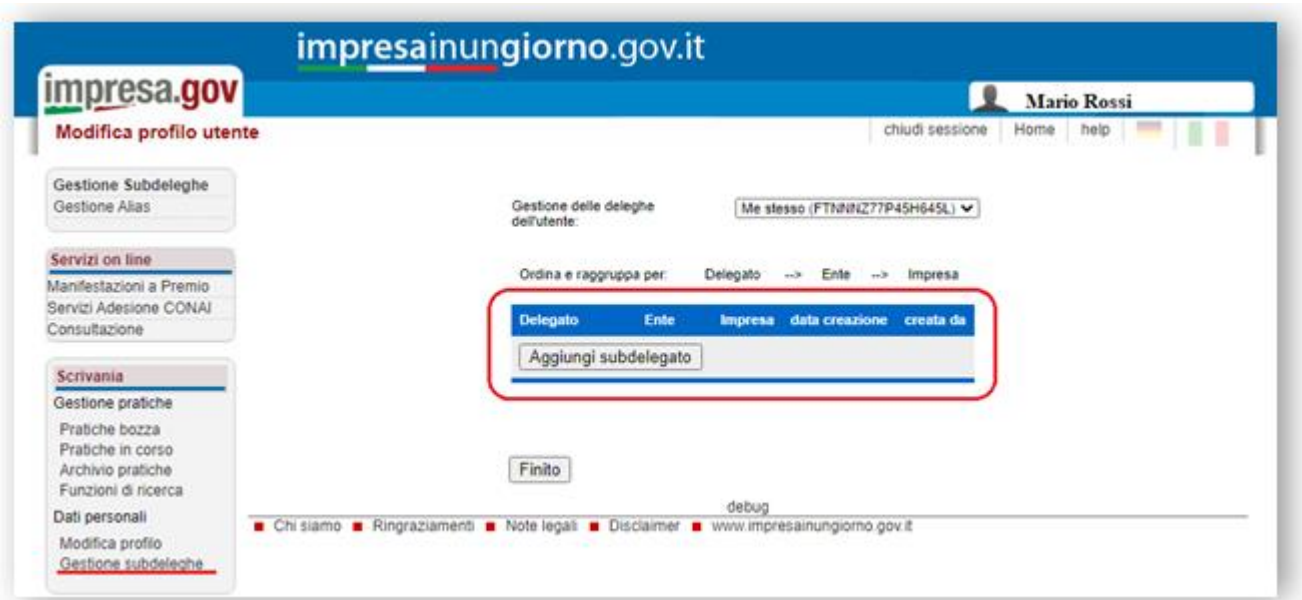 impresainungiorno.gov.it
impresa.gov
Mario Rossi
Modifica profilo utente
chiudi sessione Home help
Gestione Subdeleghe
Gestione Alias
Servizi on line
Manifestazioni a Premio
Servizi Adesione CONAI
Consultazione
Scrivania
Gestione pratiche
Pratiche bozza
Pratiche in corso
Archivio pratiche
Funzioni di ricerca
Dati personali
Modifica profilo
Gestione subdeleghe
Gestione delle deleghe
dell'utente:
Me stesso (FTNNNZ77P45H645L)
Ordina e raggruppa per: Delegato --> Ente --> Impresa
Delegato Ente Impresa data creazione creata da
Aggiungi subdelegato
Finito
debug
Chi siamo Ringraziamenti Note legali Disclaimer www.impresainungiorno.gov.it